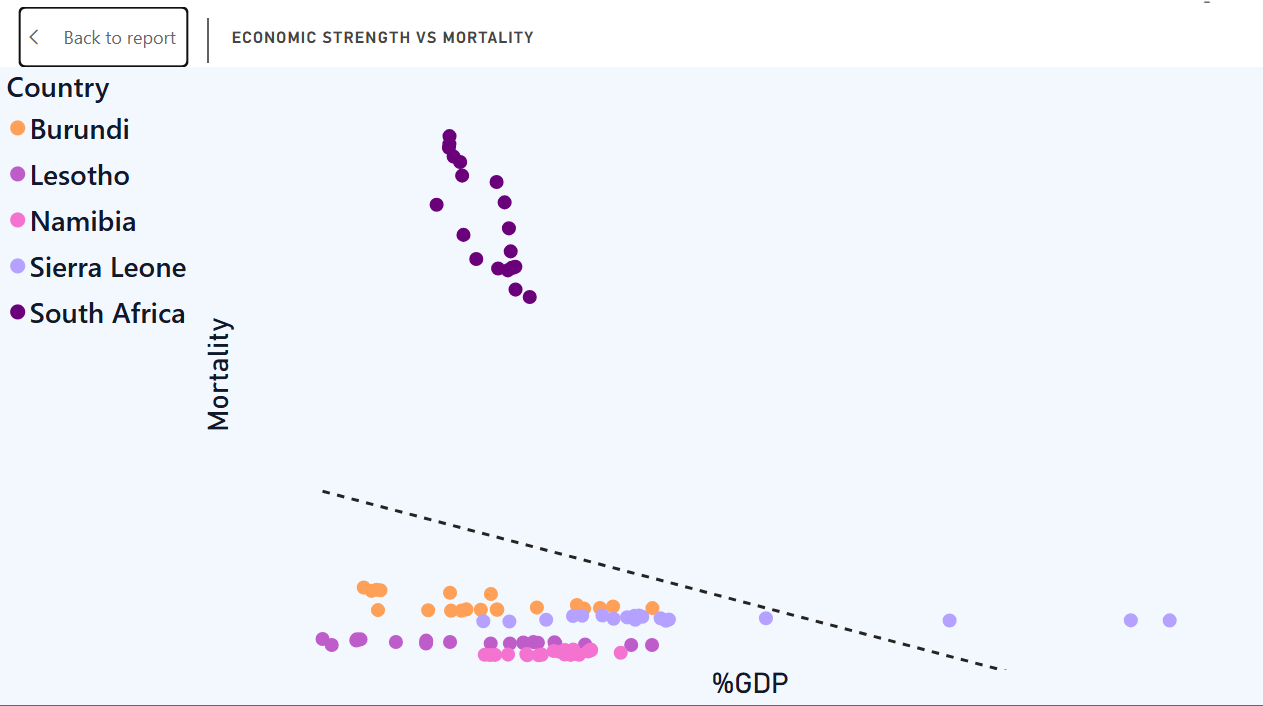 Back to report
ECONOMIC STRENGTH VS MORTALITY
Country
Burundi
Lesotho
Namibia
Sierra Leone
South Africa
Mortality
%GDP